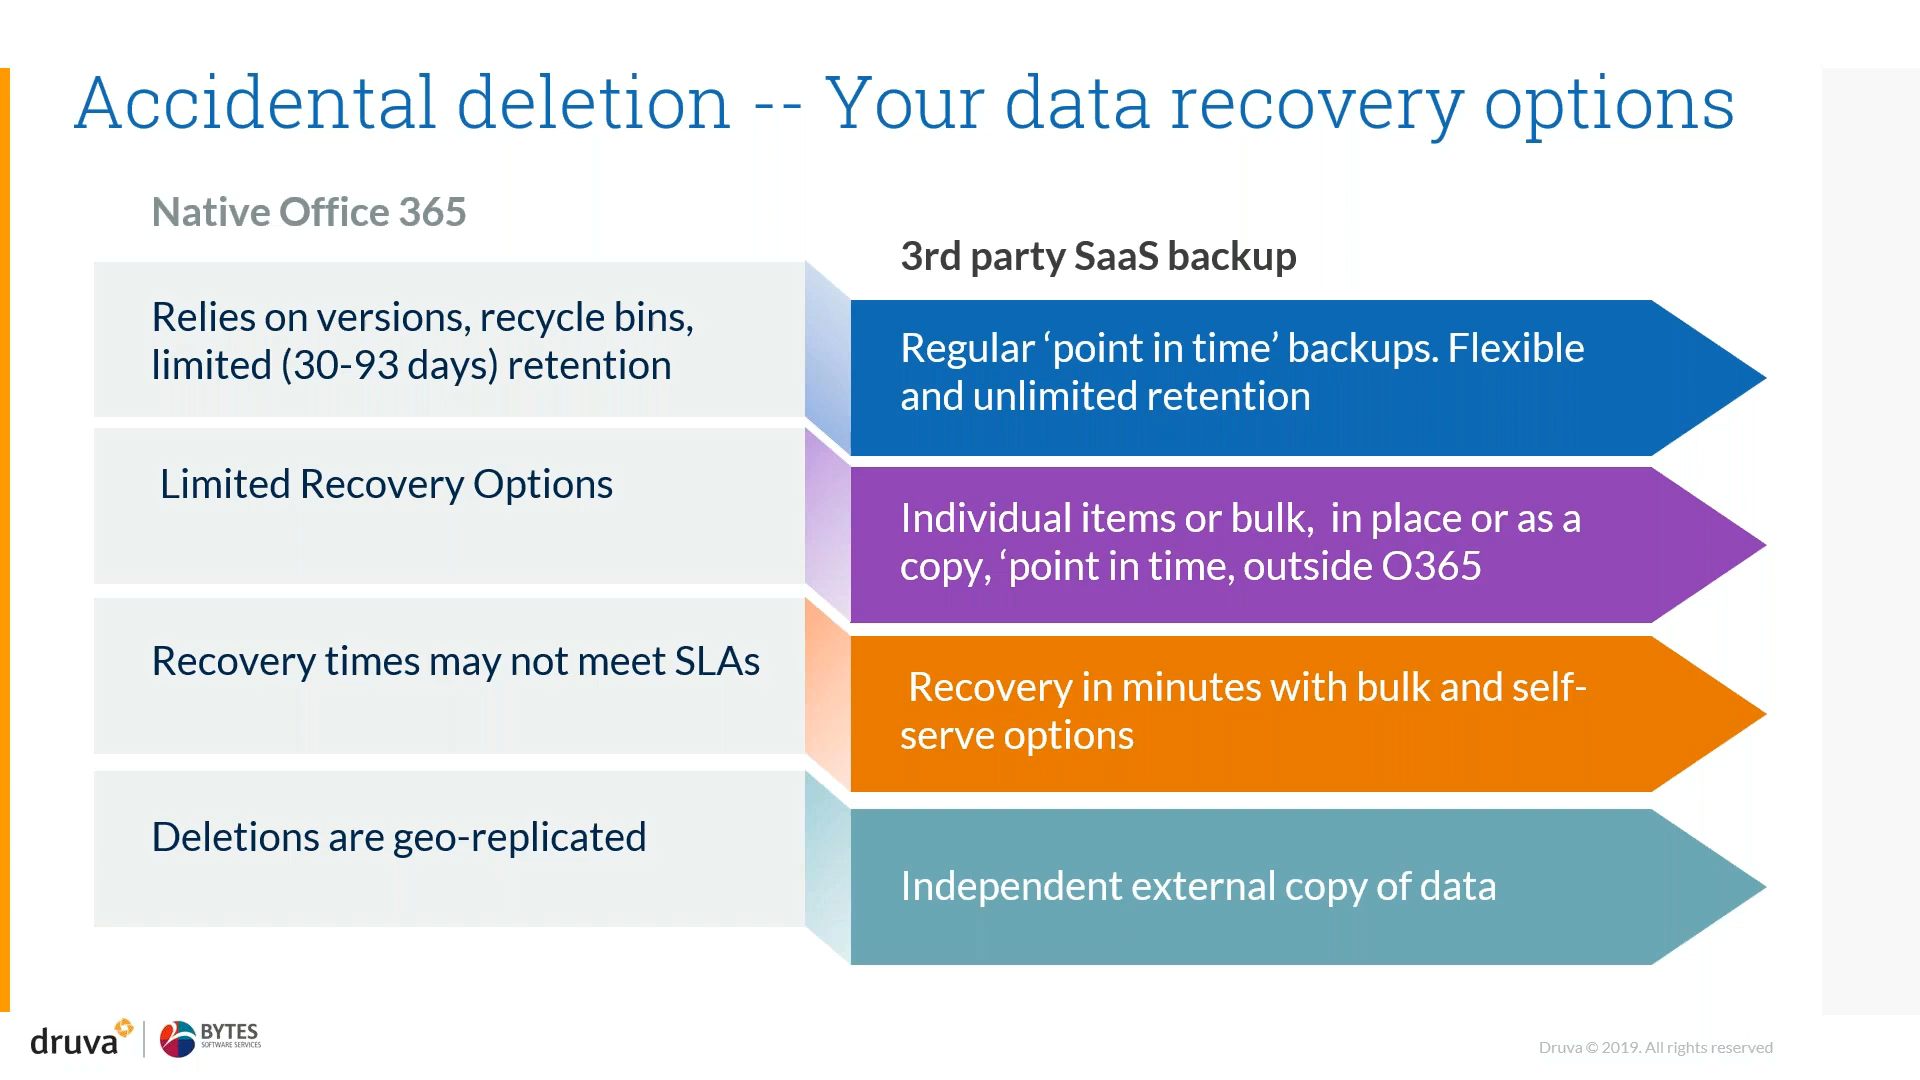 Accidental deletion -- Your data recovery options
Native Office 365
3rd party SaaS backup
Relies on versions, recycle bins,
limited (30-93 days) retention
Regular ‘point in time’ backups. Flexible
and unlimited retention
Limited Recovery Options
Individual items or bulk,  in place or as a
copy, ‘point in time, outside O365
Recovery times may not meet SLAs
Recovery in minutes with bulk and self-
serve options
Deletions are geo-replicated
Independent external copy of data
druva
BYTES
SOFTWARE SERVICES
Druva © 2019. All rights reserved